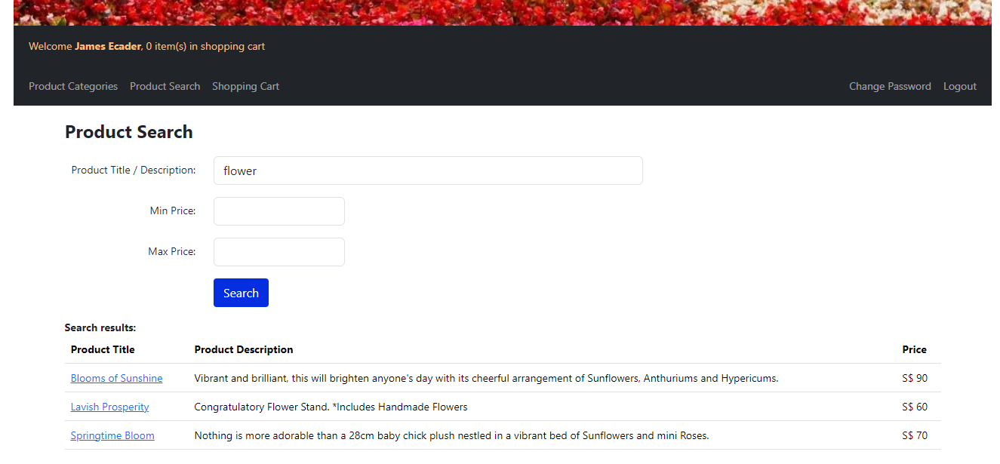 Welcome James Ecader, 0 item(s) in shopping cart
Product Categories Product Search Shopping Cart Change Password Logout
Product Search
Product Title / Description: flower
Min Price:
Max Price:
Search
Search results:
Product Title Product Description Price
Blooms of Sunshine Vibrant and brilliant, this will brighten anyone's day with its cheerful arrangement of Sunflowers, Anthuriums and Hypericums. S$ 90
Lavish Prosperity Congratulatory Flower Stand. *Includes Handmade Flowers S$ 60
Springtime Bloom Nothing is more adorable than a 28cm baby chick plush nestled in a vibrant bed of Sunflowers and mini Roses. S$ 70